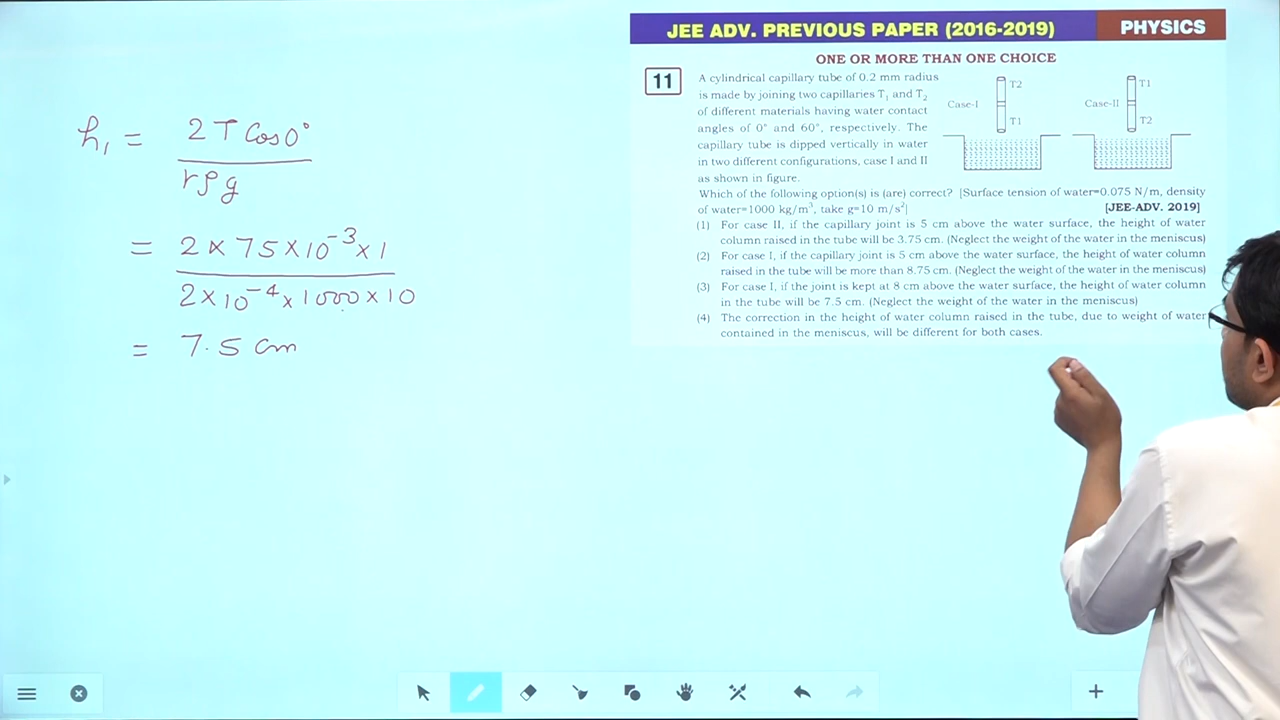 JEE ADV. PREVIOUS PAPER (2016-2019) PHYSICS
ONE OR MORE THAN ONE CHOICE
11
A cylindrical capillary tube of 0.2 mm radius
is made by joining two capillaries T₁ and T₂
of different materials having water contact
angles of 0° and 60°, respectively. The
capillary tube is dipped vertically in water
in two different configurations, case I and II
as shown in figure.
Case-I T2 T1
Case-II T1 T2
Which of the following option(s) is (are) correct? [Surface tension of water=0.075 N/m, density
of water=1000 kg/m³, take g=10 m/s²] [JEE-ADV. 2019]
(1) For case II, if the capillary joint is 5 cm above the water surface, the height of water
column raised in the tube will be 3.75 cm. (Neglect the weight of the water in the meniscus)
(2) For case I, if the capillary joint is 5 cm above the water surface, the height of water column
raised in the tube will be more than 8.75 cm. (Neglect the weight of the water in the meniscus)
(3) For case I, if the joint is kept at 8 cm above the water surface, the height of water column
in the tube will be 7.5 cm. (Neglect the weight of the water in the meniscus)
(4) The correction in the height of water column raised in the tube, due to weight of water
contained in the meniscus, will be different for both cases.
h₁ = 2 T Cos0°
rρg
= 2 × 75 × 10⁻³ × 1
2 × 10⁻⁴ × 1000 × 10
= 7.5 cm